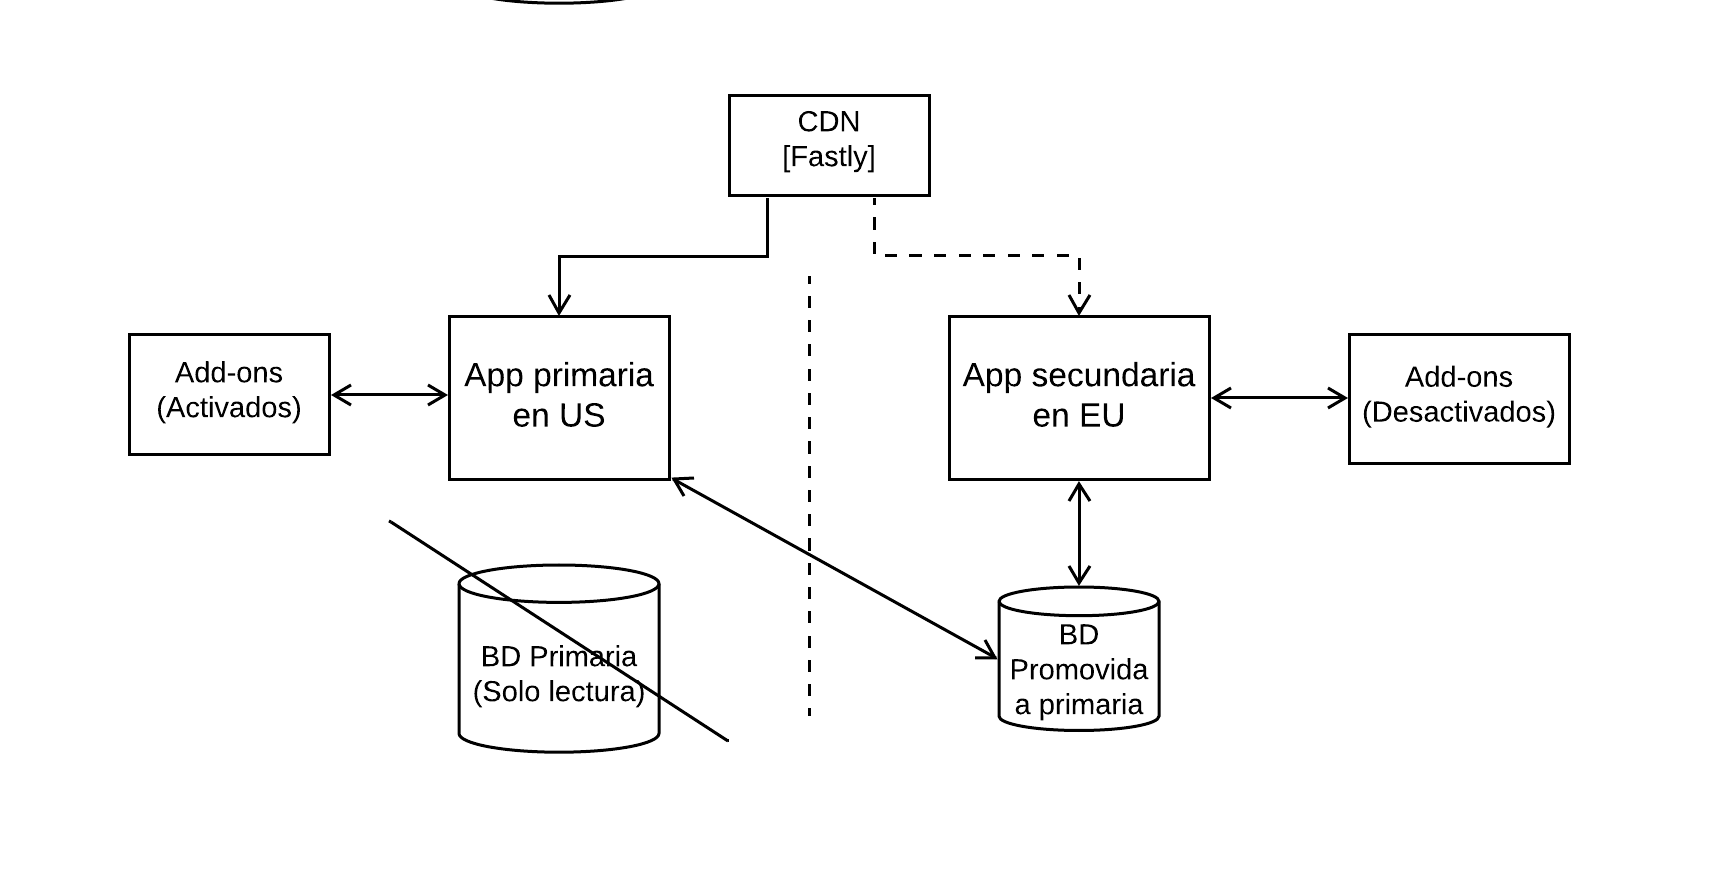 CDN
[Fastly]
Add-ons
(Activados)
App primaria
en US
App secundaria
en EU
Add-ons
(Desactivados)
BD Primaria
(Solo lectura)
BD
Promovida
a primaria